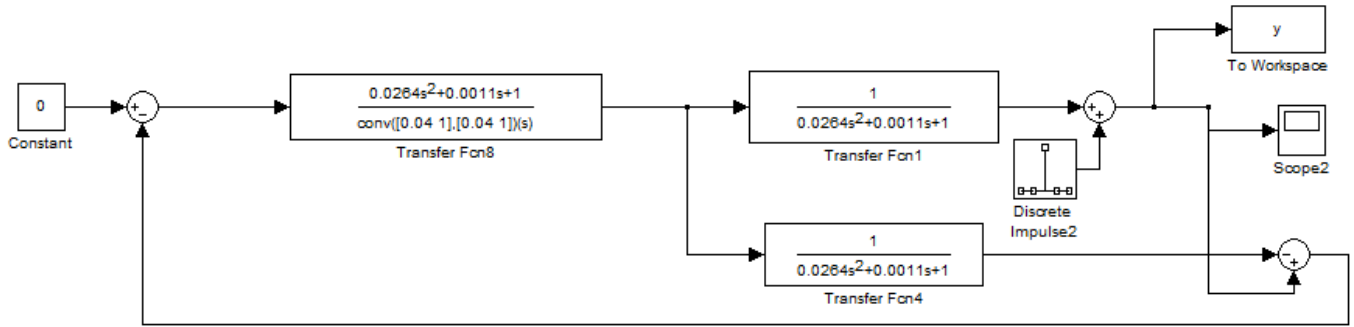 y
To Workspace
0
Constant
+
−
0.0264s²+0.0011s+1
conv([0.04 1],[0.04 1])(s)
Transfer Fcn8
1
0.0264s²+0.0011s+1
Transfer Fcn1
+
+
Scope2
Discrete
Impulse2
1
0.0264s²+0.0011s+1
Transfer Fcn4
−
+